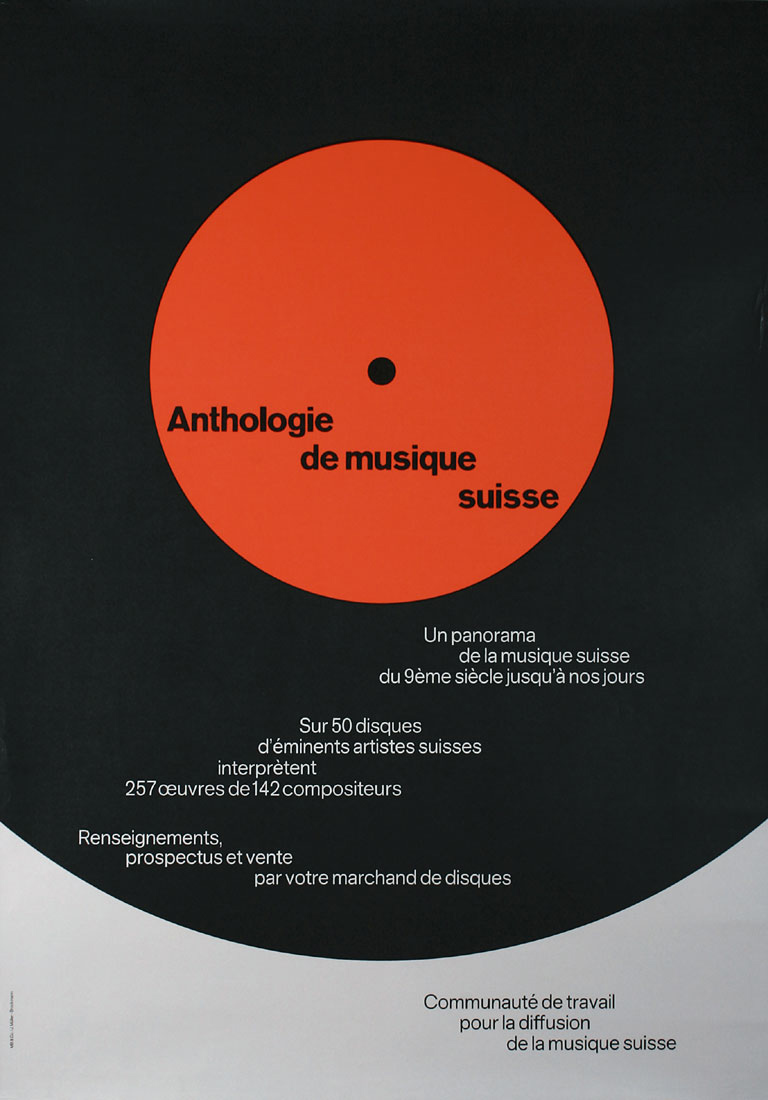 Anthologie
de musique
suisse
Un panorama
de la musique suisse
du 9ème siècle jusqu'à nos jours
Sur 50 disques
d'éminents artistes suisses
interprètent
257 œuvres de 142 compositeurs
Renseignements,
prospectus et vente
par votre marchand de disques
Communauté de travail
pour la diffusion
de la musique suisse